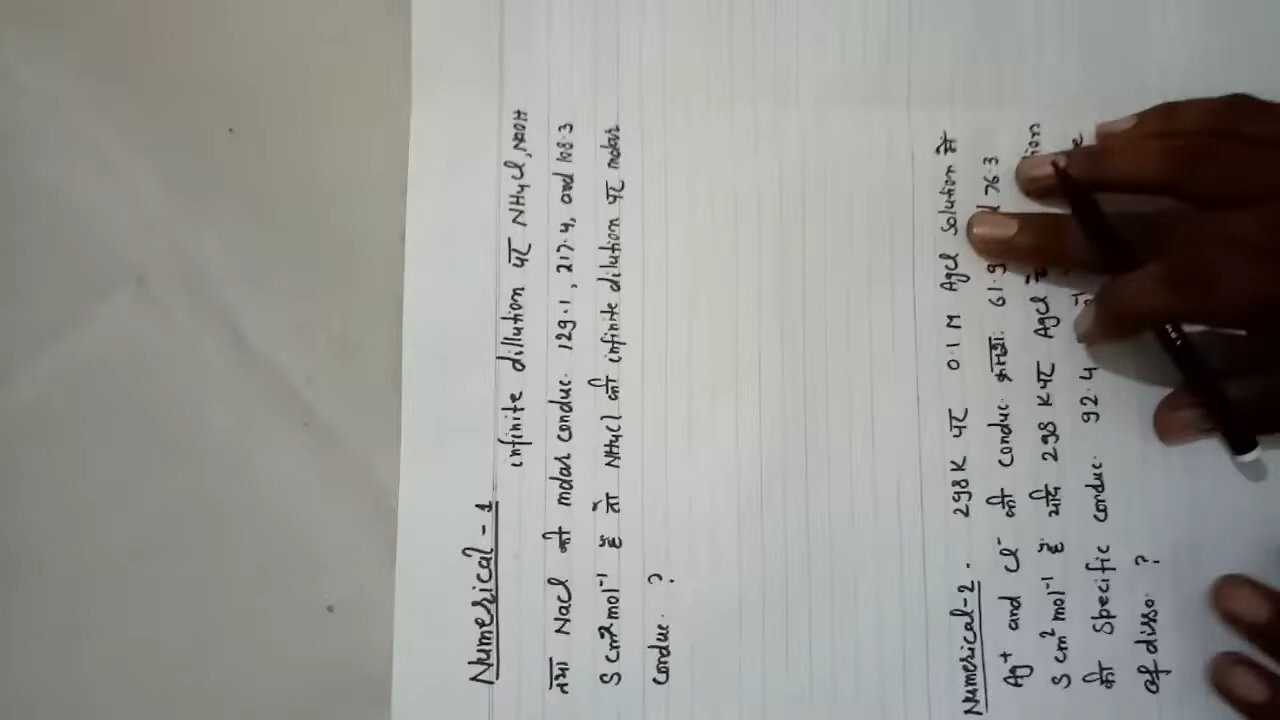 Numerical - 1
infinite dillution पर NH4Cl, NaOH
तथा NaCl की molar conduc. 129.1, 217.4, and 108.3
S cm² mol⁻¹ है तो NH4Cl की infinite dilution पर molar
conduc. ?
Numerical-2. 298K पर 0.1 M Agcl Solution में
Ag⁺ and Cl⁻ की Conduc. क्रमशः 61.9 76.3
S cm² mol⁻¹ है. यदि 298 K पर Agcl
की Specific conduc. 92.4
of disso. ?